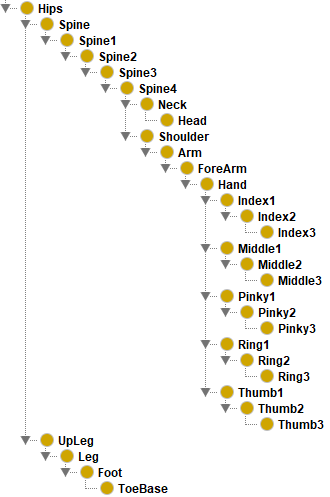 Hips
Spine
Spine1
Spine2
Spine3
Spine4
Neck
Head
Shoulder
Arm
ForeArm
Hand
Index1
Index2
Index3
Middle1
Middle2
Middle3
Pinky1
Pinky2
Pinky3
Ring1
Ring2
Ring3
Thumb1
Thumb2
Thumb3
UpLeg
Leg
Foot
ToeBase